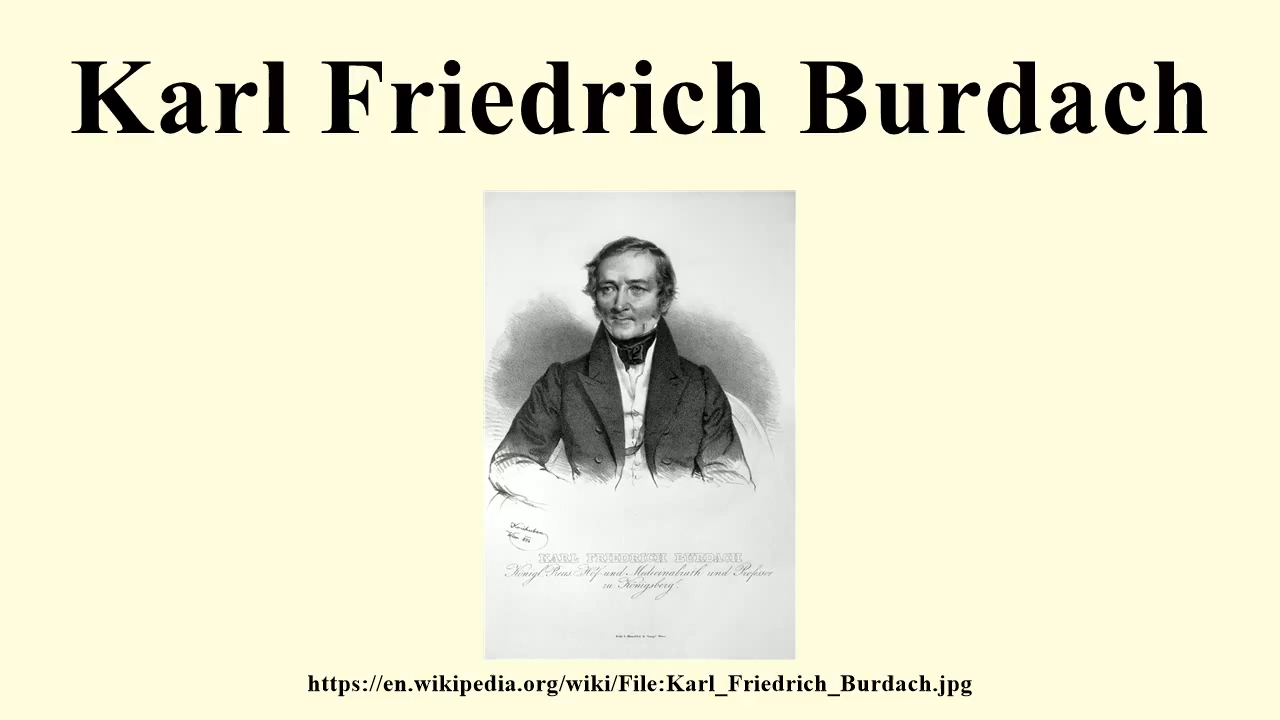 Karl Friedrich Burdach
Kriehuber
KARL FRIEDRICH BURDACH
Königl. Preus Hof und Medicinalrath und Professor
zu Königsberg.
https://en.wikipedia.org/wiki/File:Karl_Friedrich_Burdach.jpg